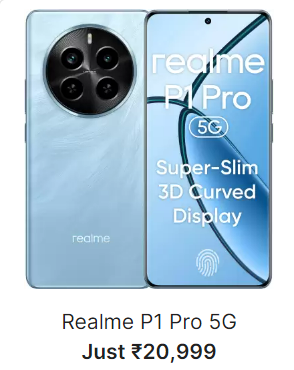 realme
P1 Pro
5G
Super-Slim
3D Curved
Display
realme
Realme P1 Pro 5G
Just ₹20,999